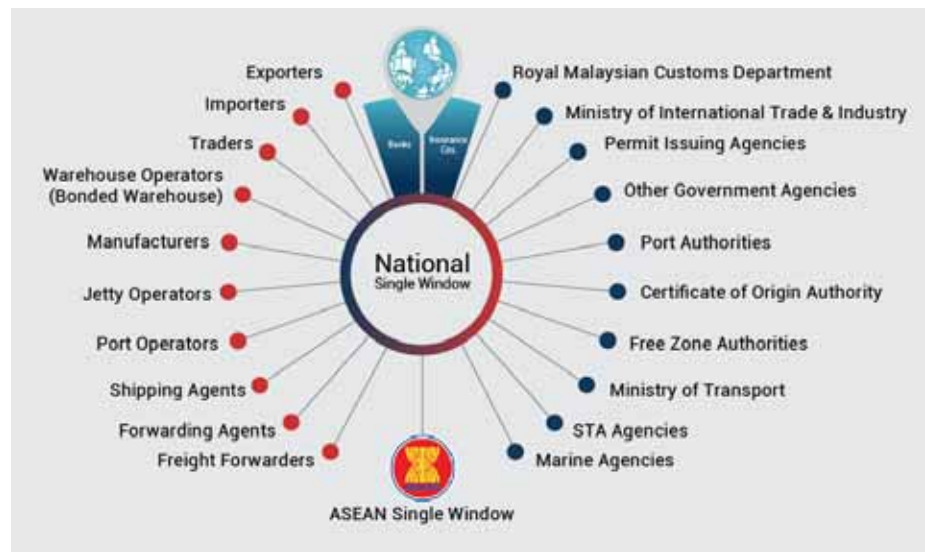 Exporters
Importers
Traders
Warehouse Operators
(Bonded Warehouse)
Manufacturers
Jetty Operators
Port Operators
Shipping Agents
Forwarding Agents
Freight Forwarders
Banks
Insurance
Cos.
National
Single Window
ASEAN Single Window
Royal Malaysian Customs Department
Ministry of International Trade & Industry
Permit Issuing Agencies
Other Government Agencies
Port Authorities
Certificate of Origin Authority
Free Zone Authorities
Ministry of Transport
STA Agencies
Marine Agencies